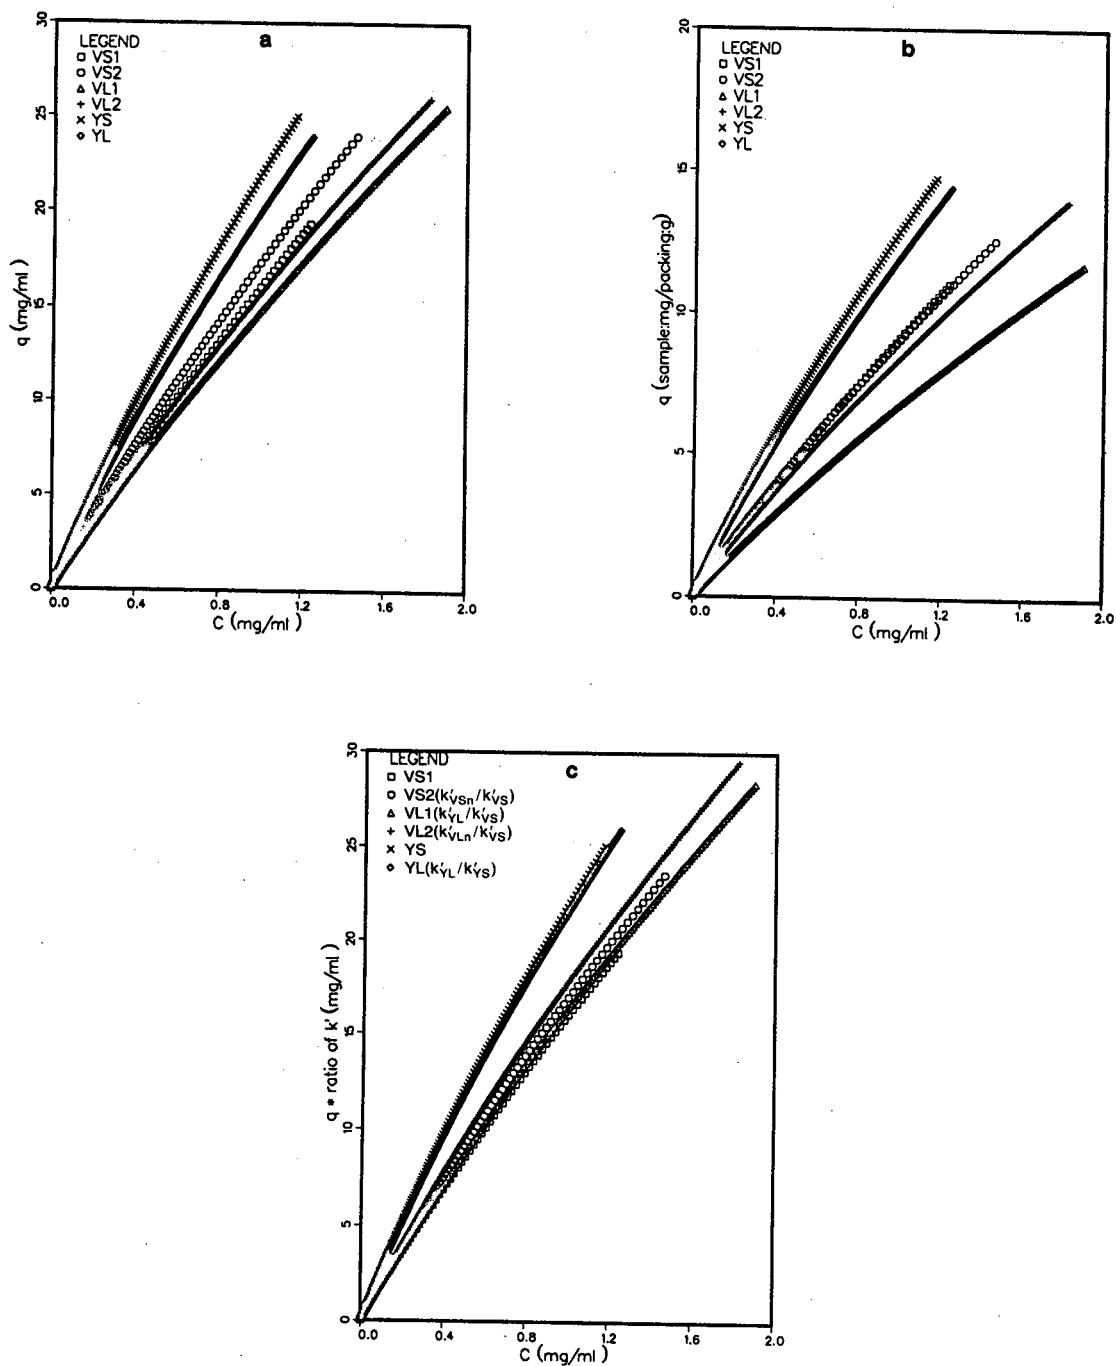 a
30
25
20
15
10
5
0
q (mg/ml)
LEGEND
□ VS1
○ VS2
△ VL1
+ VL2
× YS
◇ YL
0.0 0.4 0.8 1.2 1.6 2.0
C (mg/ml)
b
20
15
10
5
0
q (sample:mg/packing:g)
LEGEND
□ VS1
○ VS2
△ VL1
+ VL2
× YS
◇ YL
0.0 0.4 0.8 1.2 1.6 2.0
C (mg/ml)
c
30
25
20
15
10
5
0
q * ratio of k' (mg/ml)
LEGEND
□ VS1
○ VS2(k'VSn/k'VS)
△ VL1(k'YL/k'VS)
+ VL2(k'VLn/k'VS)
× YS
◇ YL(k'YL/k'YS)
0.0 0.4 0.8 1.2 1.6 2.0
C (mg/ml)